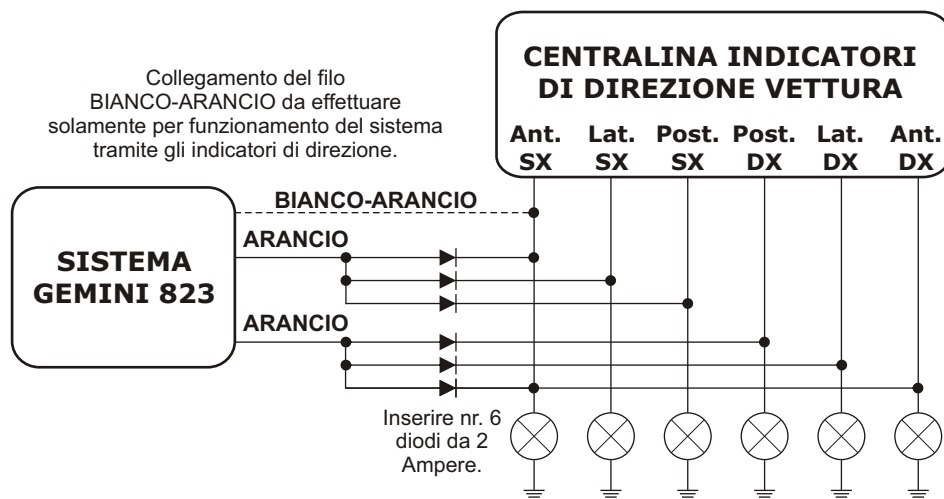 CENTRALINA INDICATORI
DI DIREZIONE VETTURA
Ant. Lat. Post. Post. Lat. Ant.
SX SX SX DX DX DX
Collegamento del filo
BIANCO-ARANCIO da effettuare
solamente per funzionamento del sistema
tramite gli indicatori di direzione.
BIANCO-ARANCIO
ARANCIO
SISTEMA
GEMINI 823
ARANCIO
Inserire nr. 6
diodi da 2
Ampere.